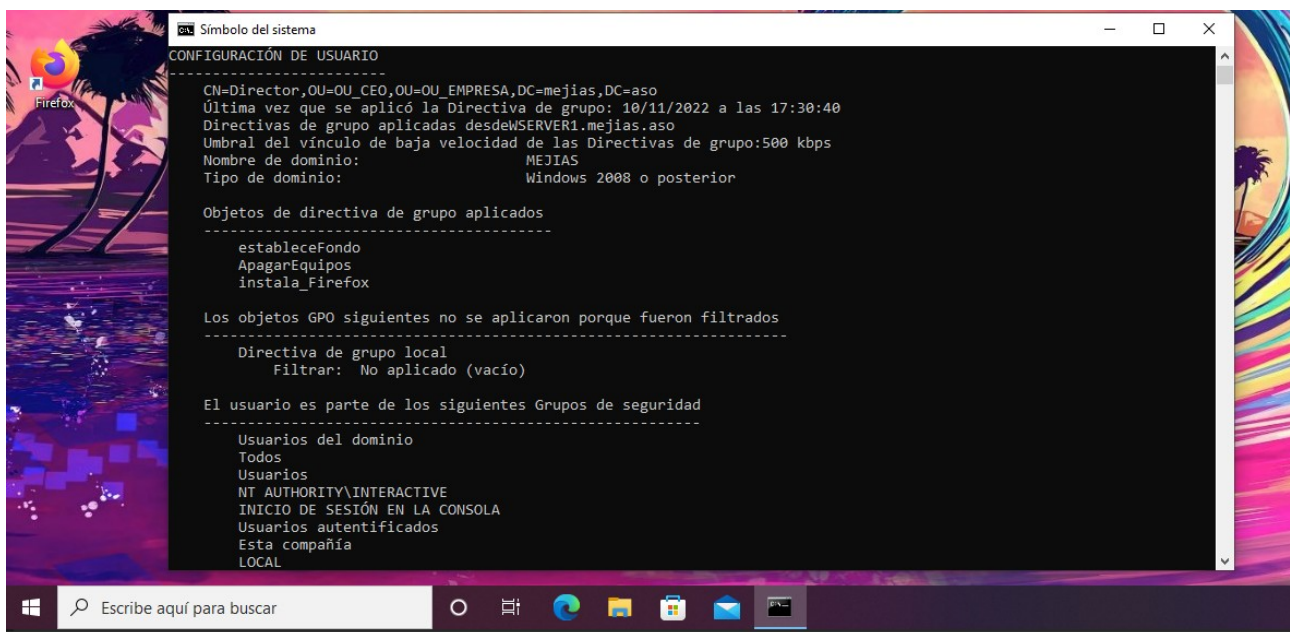 Símbolo del sistema
Firefox
CONFIGURACIÓN DE USUARIO
-------------------------
CN=Director,OU=OU_CEO,OU=OU_EMPRESA,DC=mejias,DC=aso
Última vez que se aplicó la Directiva de grupo: 10/11/2022 a las 17:30:40
Directivas de grupo aplicadas desdeWSERVER1.mejias.aso
Umbral del vínculo de baja velocidad de las Directivas de grupo:500 kbps
Nombre de dominio: MEJIAS
Tipo de dominio: Windows 2008 o posterior
Objetos de directiva de grupo aplicados
----------------------------------------
estableceFondo
ApagarEquipos
instala_Firefox
Los objetos GPO siguientes no se aplicaron porque fueron filtrados
-------------------------------------------------------------------
Directiva de grupo local
Filtrar: No aplicado (vacío)
El usuario es parte de los siguientes Grupos de seguridad
---------------------------------------------------------
Usuarios del dominio
Todos
Usuarios
NT AUTHORITY\INTERACTIVE
INICIO DE SESIÓN EN LA CONSOLA
Usuarios autentificados
Esta compañía
LOCAL
Escribe aquí para buscar